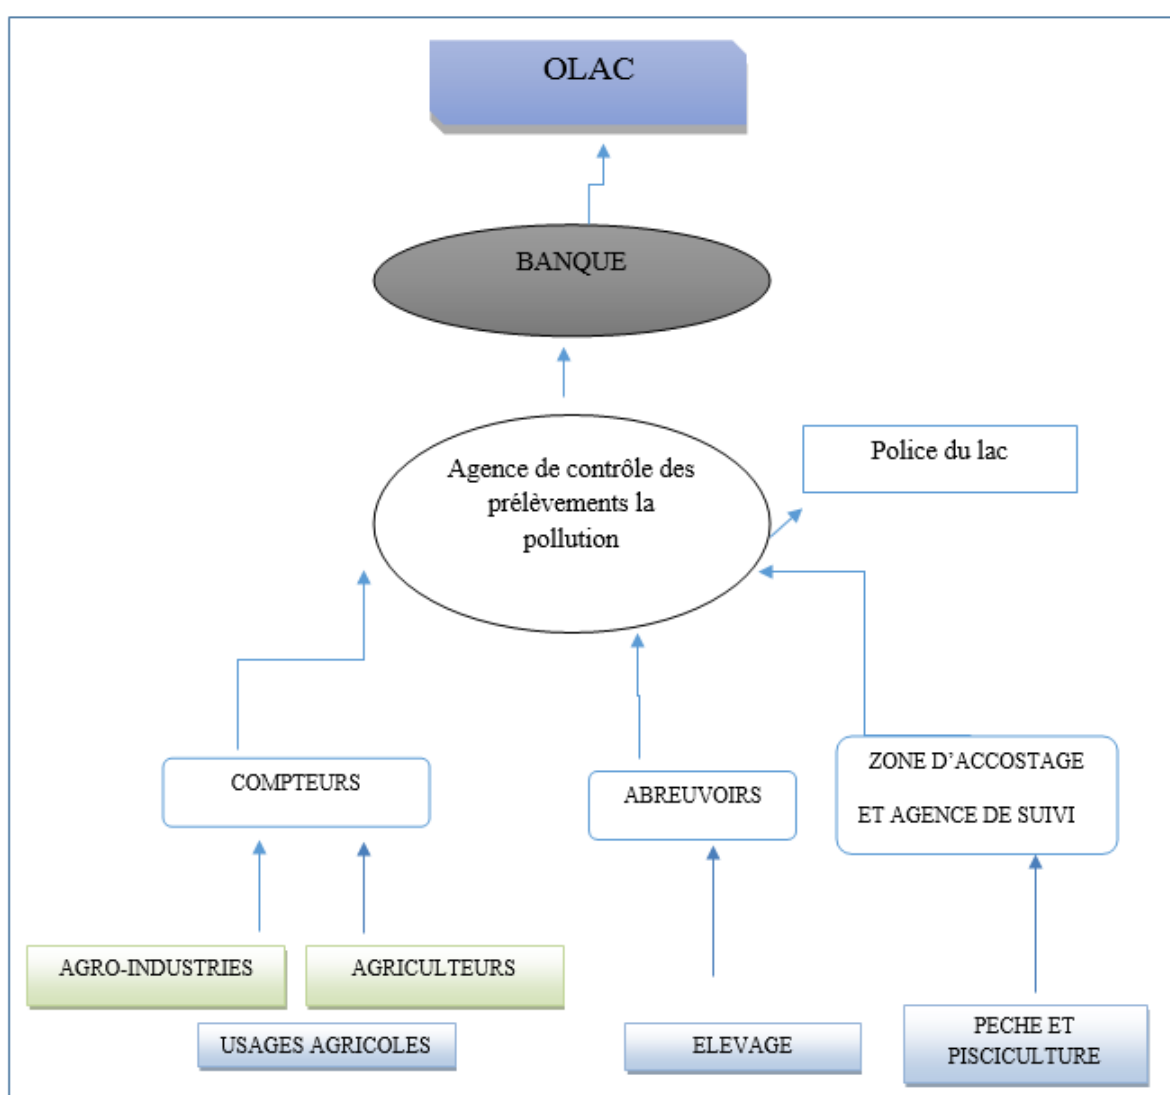 OLAC
BANQUE
Agence de contrôle des
prélèvements la
pollution
Police du lac
COMPTEURS
ABREUVOIRS
ZONE D'ACCOSTAGE
ET AGENCE DE SUIVI
AGRO-INDUSTRIES
AGRICULTEURS
USAGES AGRICOLES
ELEVAGE
PECHE ET
PISCICULTURE